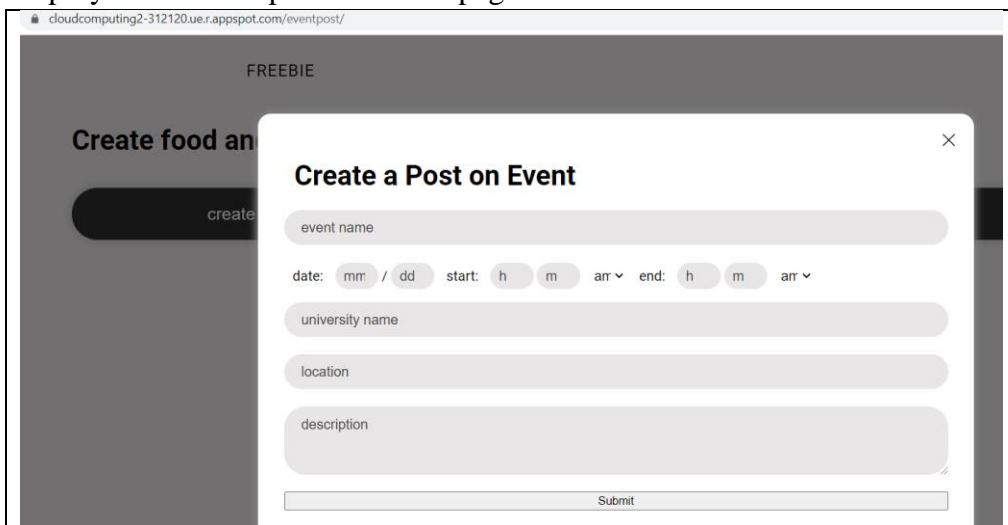 cloudcomputing2-312120.ue.r.appspot.com/eventpost/
FREEBIE
Create food an
Create a Post on Event
create
event name
date: mm / dd start: h m am end: h m am
university name
location
description
Submit